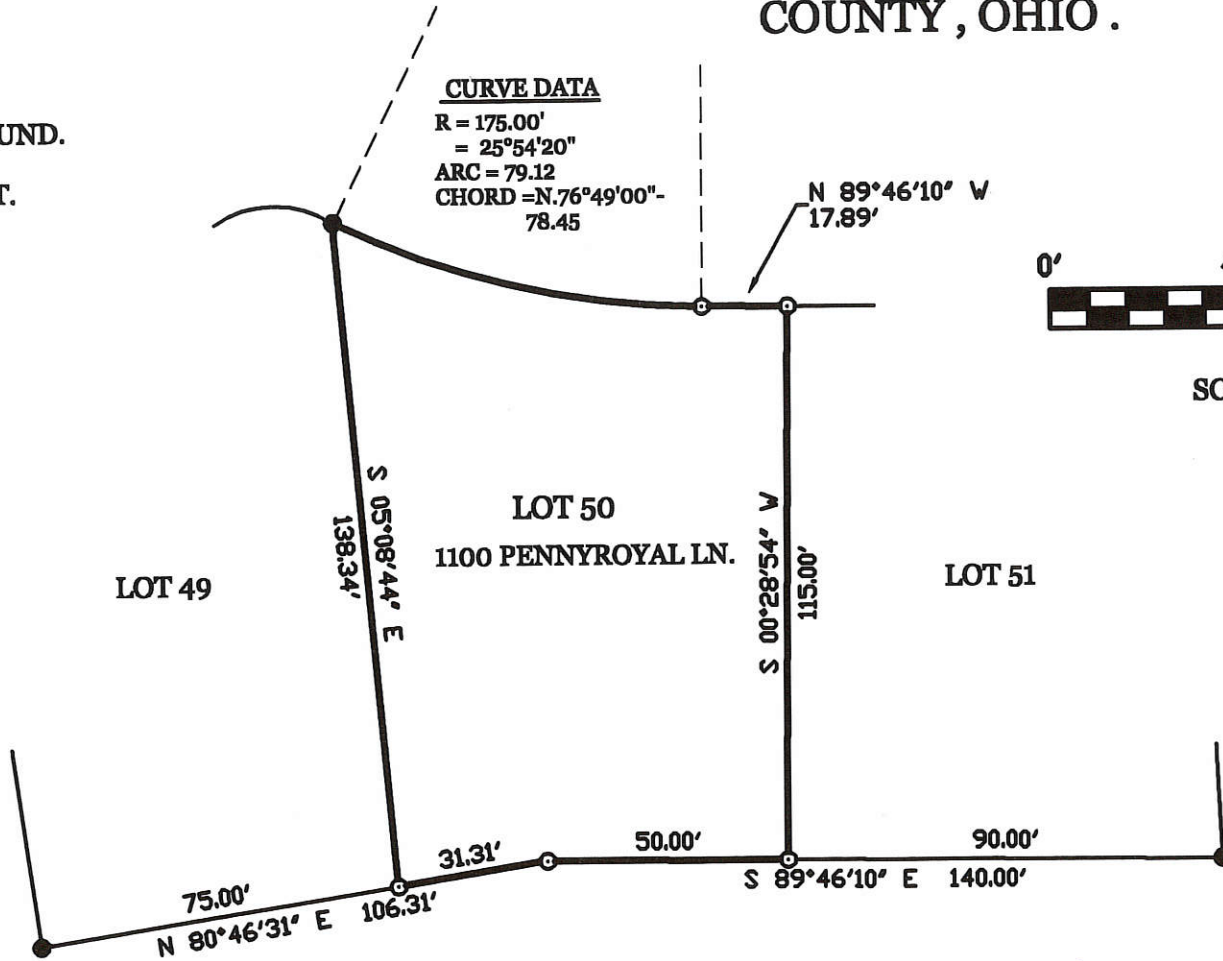 COUNTY , OHIO .
UND.
T.
CURVE DATA
R = 175.00'
= 25°54'20"
ARC = 79.12
CHORD =N.76°49'00"-
78.45
N 89°46'10" W
17.89'
0'
SC
S 05°08'44" E
138.34'
LOT 50
1100 PENNYROYAL LN.
S 00°28'54" W
115.00'
LOT 49
LOT 51
31.31'
50.00'
90.00'
S 89°46'10" E 140.00'
75.00'
N 80°46'31" E 106.31'